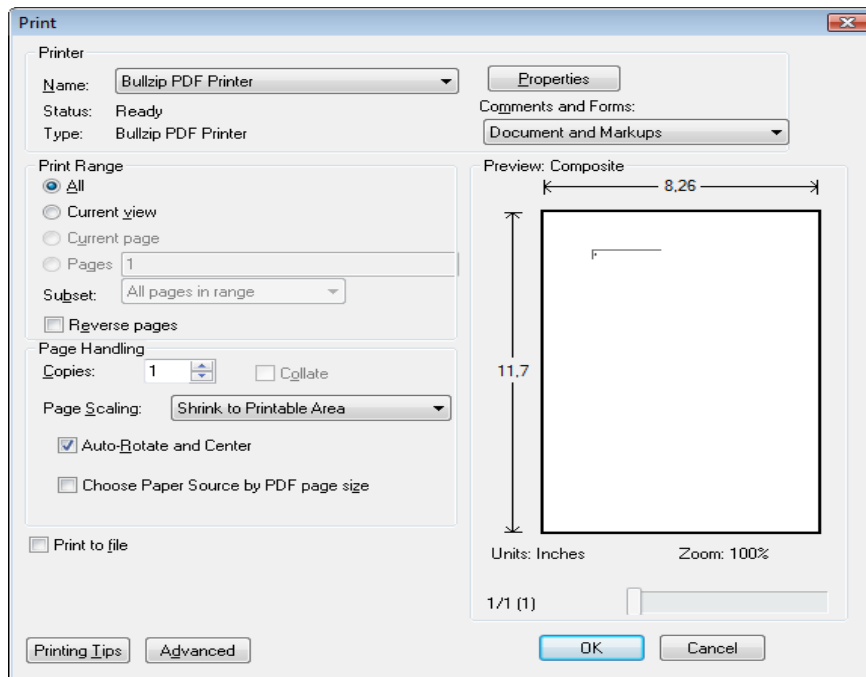 Print
Printer
Name: Bullzip PDF Printer
Properties
Status: Ready
Comments and Forms:
Type: Bullzip PDF Printer
Document and Markups
Print Range
All
Current view
Current page
Pages 1
Subset: All pages in range
Reverse pages
Page Handling
Copies: 1 Collate
Page Scaling: Shrink to Printable Area
Auto-Rotate and Center
Choose Paper Source by PDF page size
Print to file
Preview: Composite
8,26
11,7
Units: Inches Zoom: 100%
1/1 (1)
Printing Tips Advanced OK Cancel